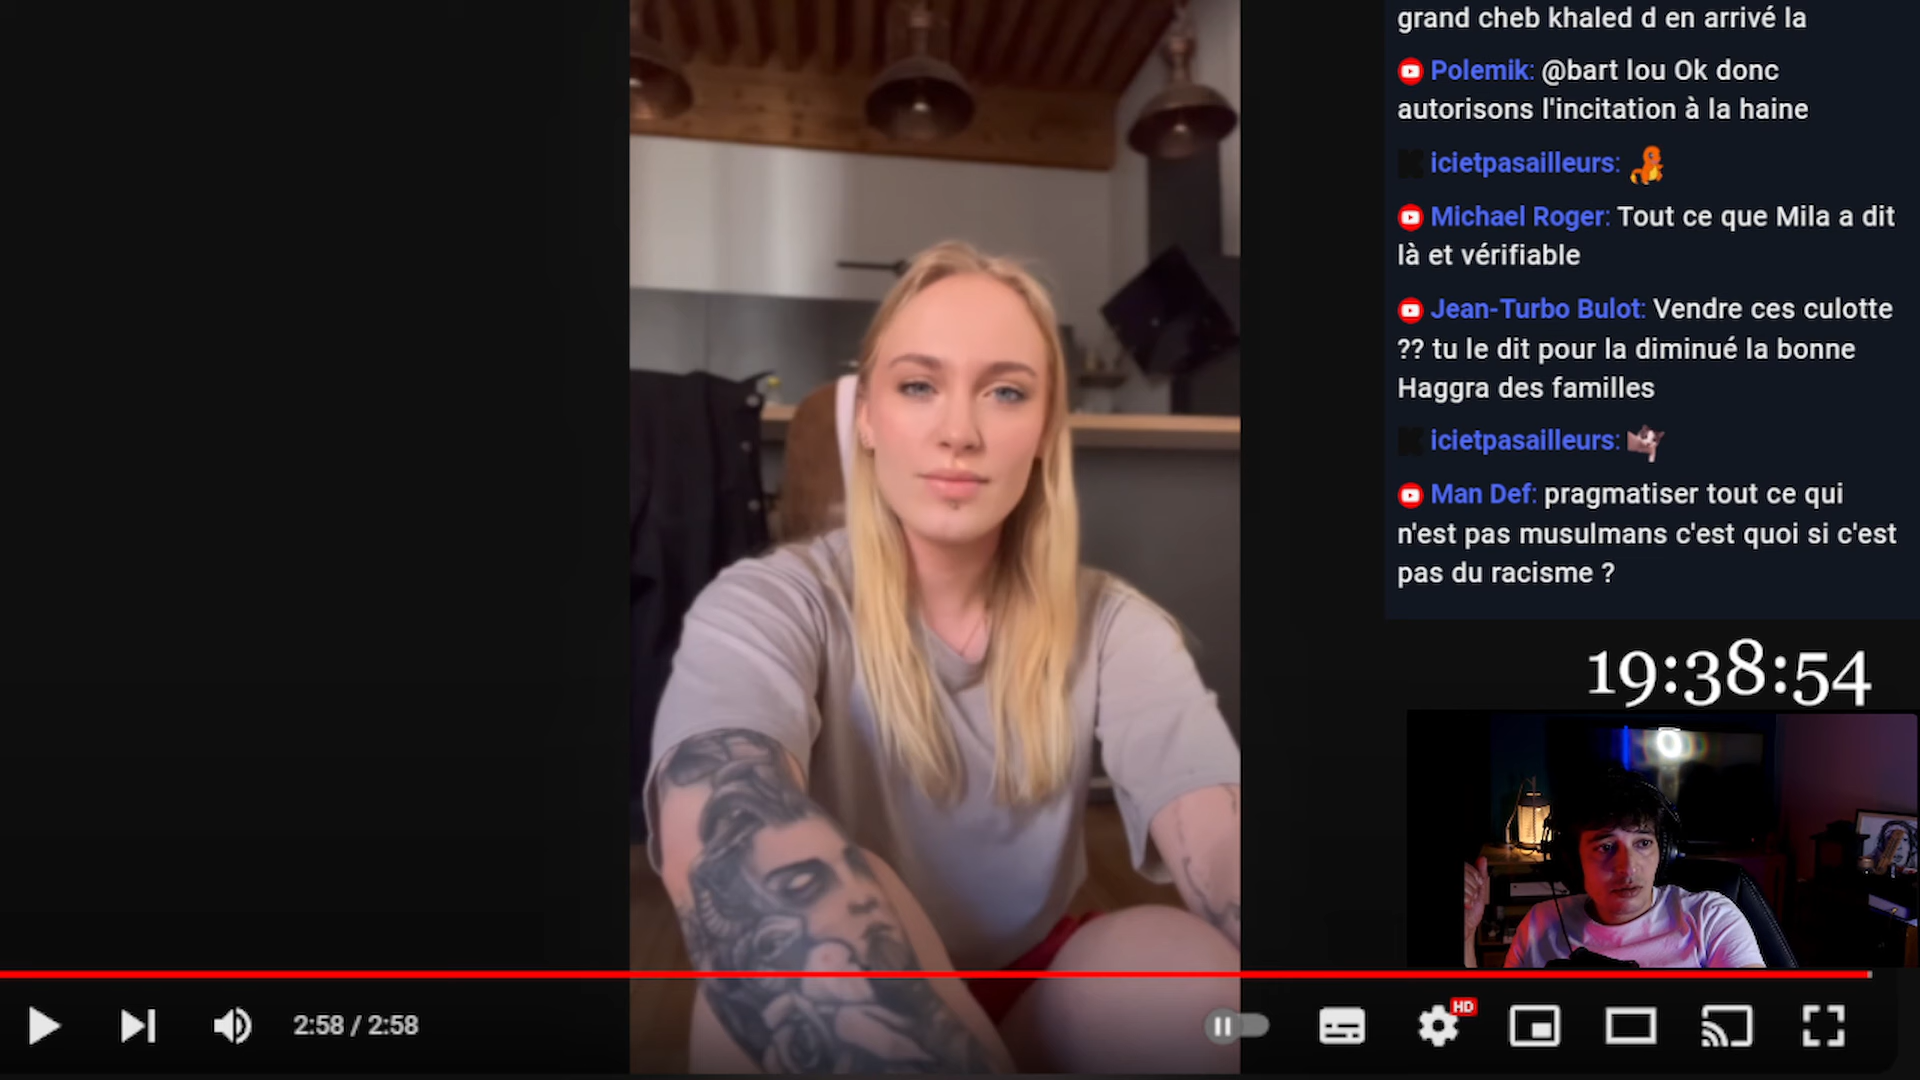 grand cheb khaled d en arrivé la
Polemik: @bart lou Ok donc
autorisons l'incitation à la haine
icietpasailleurs:
Michael Roger: Tout ce que Mila a dit
là et vérifiable
Jean-Turbo Bulot: Vendre ces culotte
?? tu le dit pour la diminué la bonne
Haggra des familles
icietpasailleurs:
Man Def: pragmatiser tout ce qui
n'est pas musulmans c'est quoi si c'est
pas du racisme ?
19:38:54
2:58 / 2:58
HD